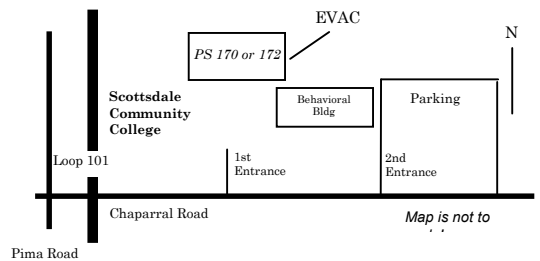 EVAC
N
PS 170 or 172
Behavioral
Bldg
Parking
Scottsdale
Community
College
Loop 101
1st
Entrance
2nd
Entrance
Chaparral Road
Map is not to
Pima Road